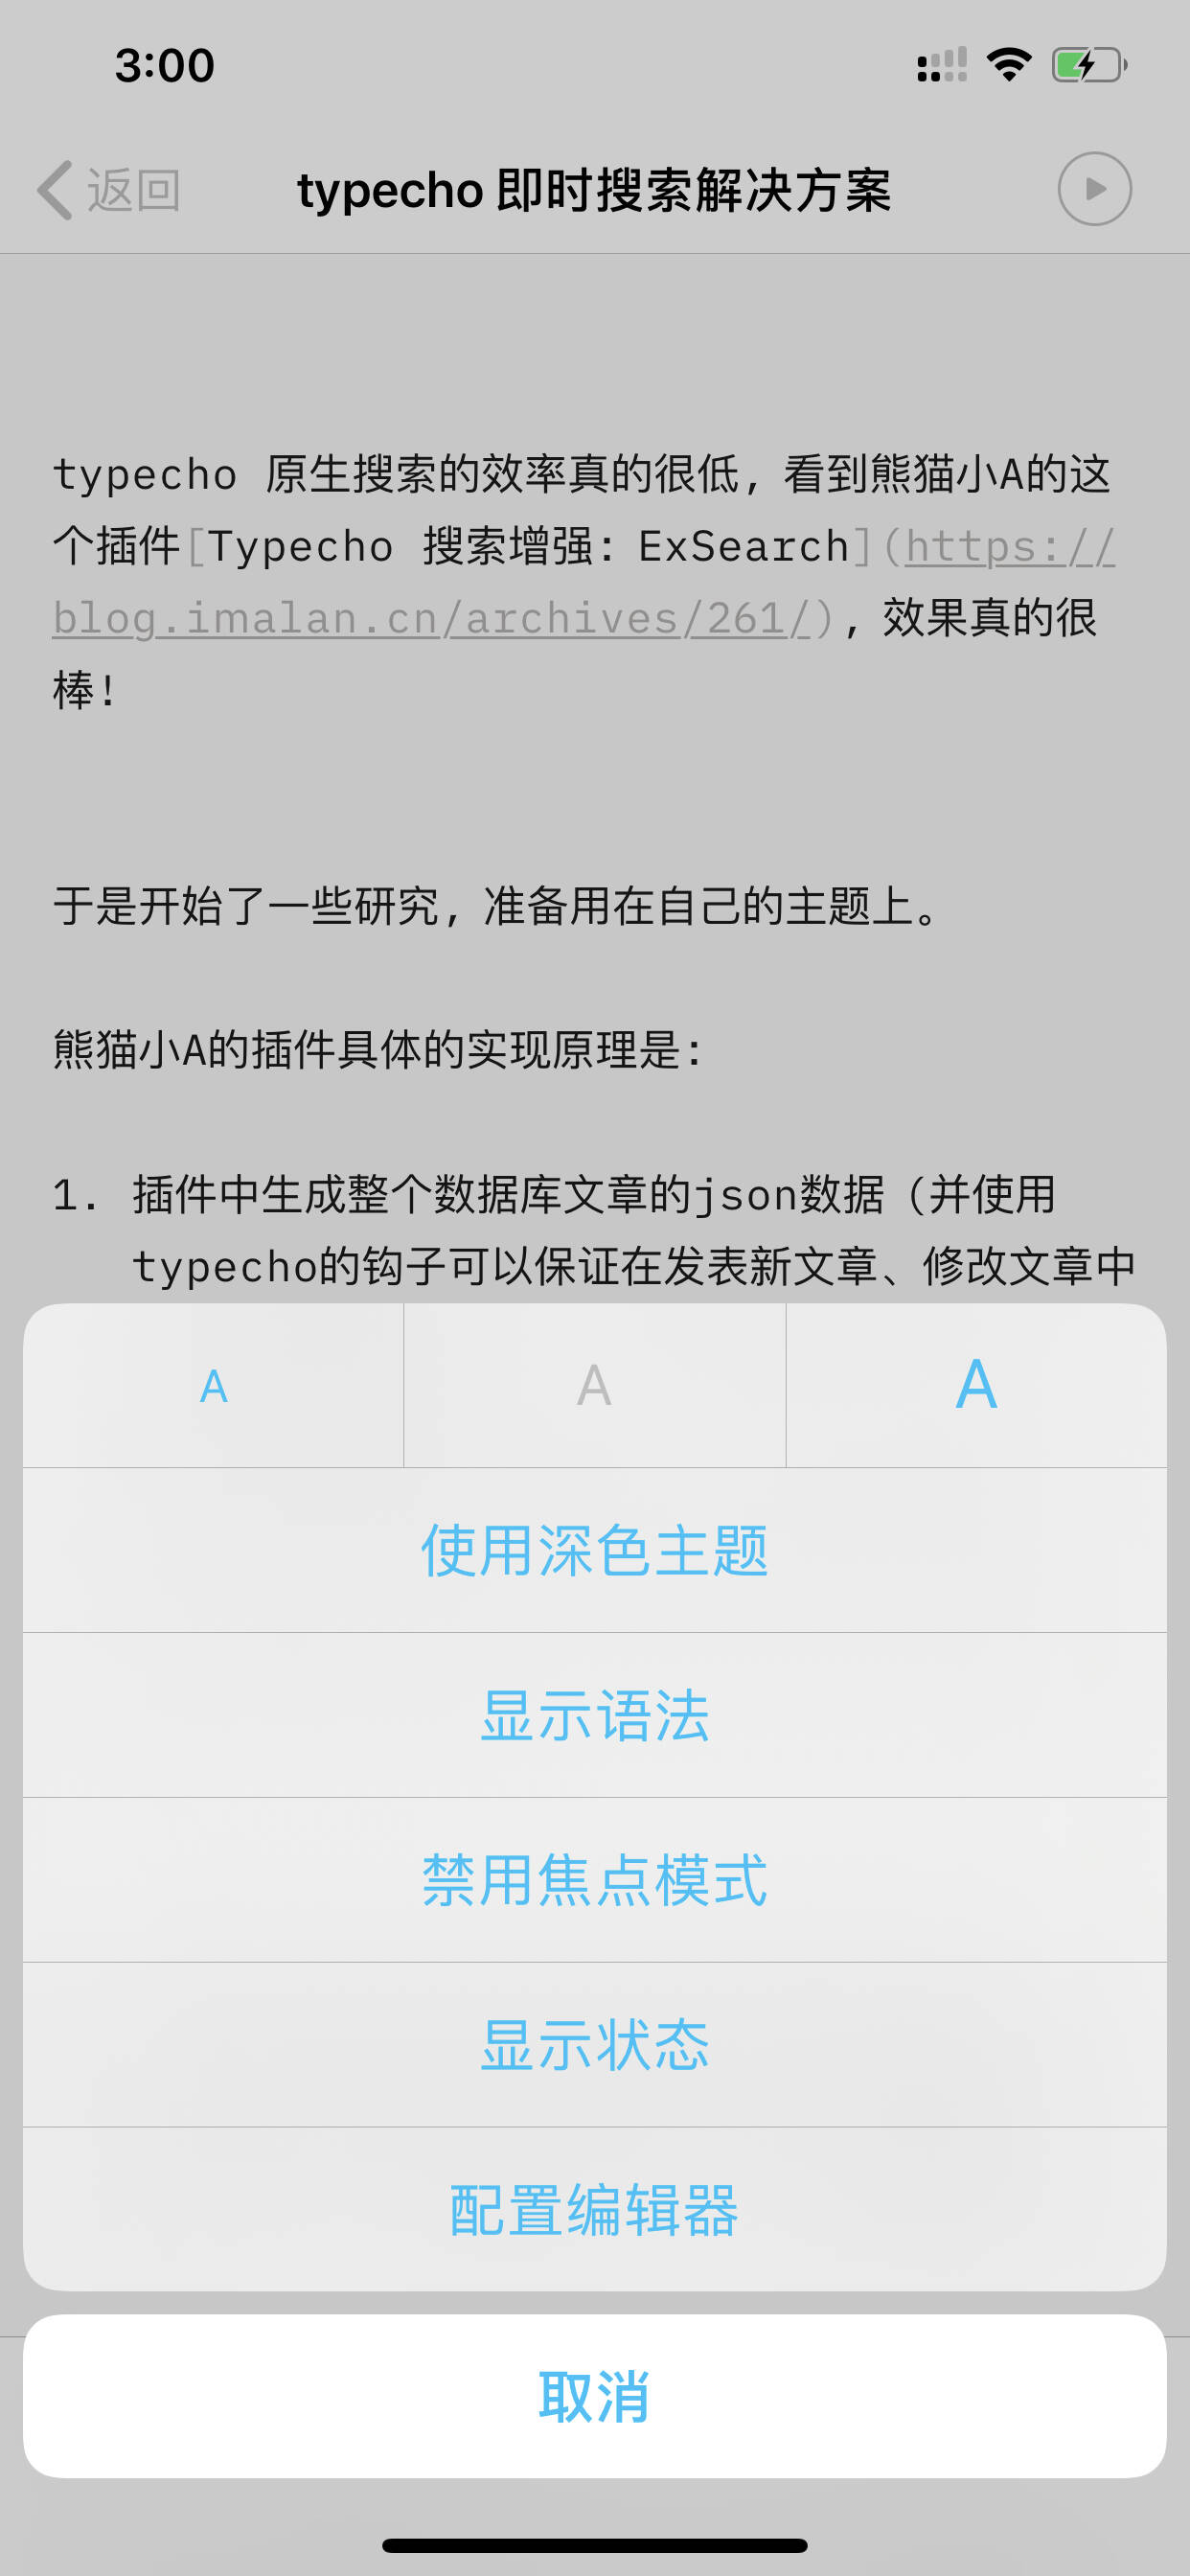 3:00
返回
typecho 即时搜索解决方案
typecho 原生搜索的效率真的很低，看到熊猫小A的这
个插件[Typecho 搜索增强：ExSearch](https://
blog.imalan.cn/archives/261/)，效果真的很
棒！
于是开始了一些研究，准备用在自己的主题上。
熊猫小A的插件具体的实现原理是：
1. 插件中生成整个数据库文章的json数据（并使用
typecho的钩子可以保证在发表新文章、修改文章中
A A A
使用深色主题
显示语法
禁用焦点模式
显示状态
配置编辑器
取消